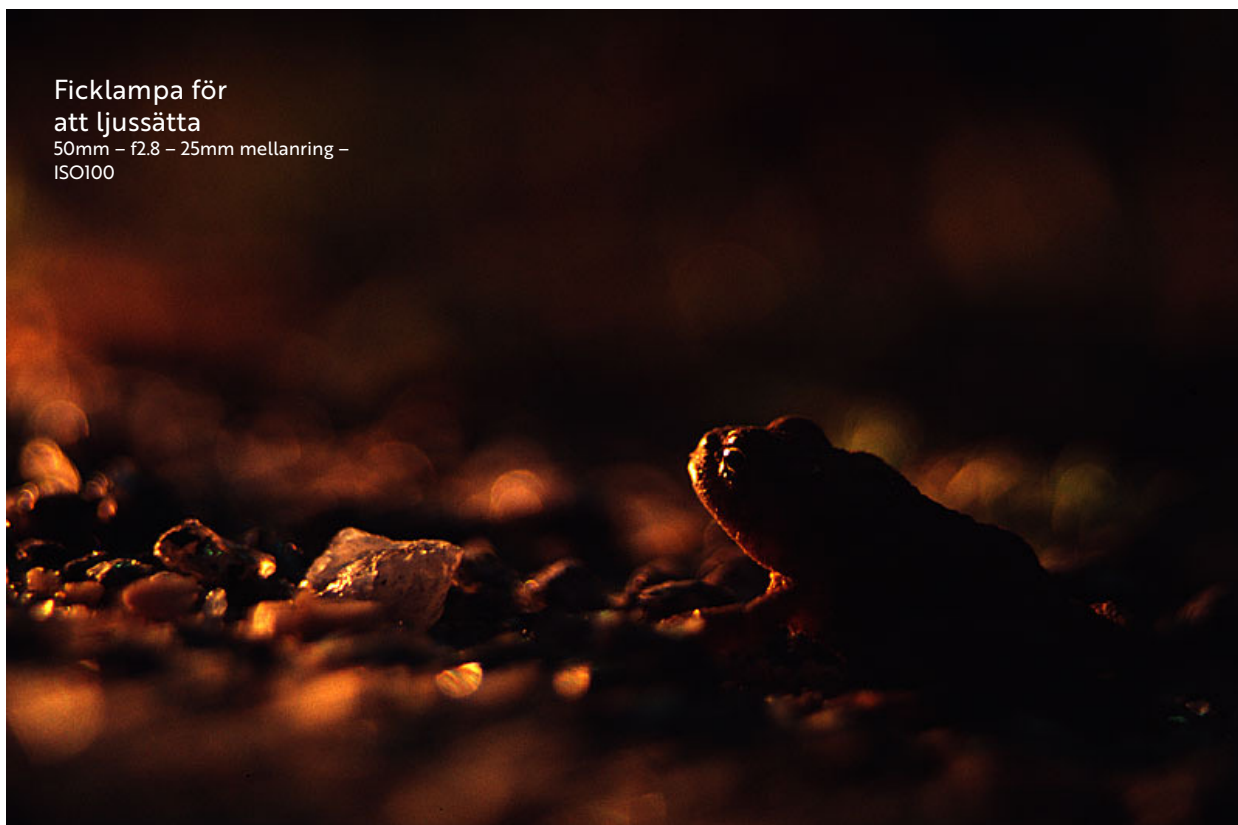 Ficklampa för
att ljussätta
50mm – f2.8 – 25mm mellanring –
ISO100